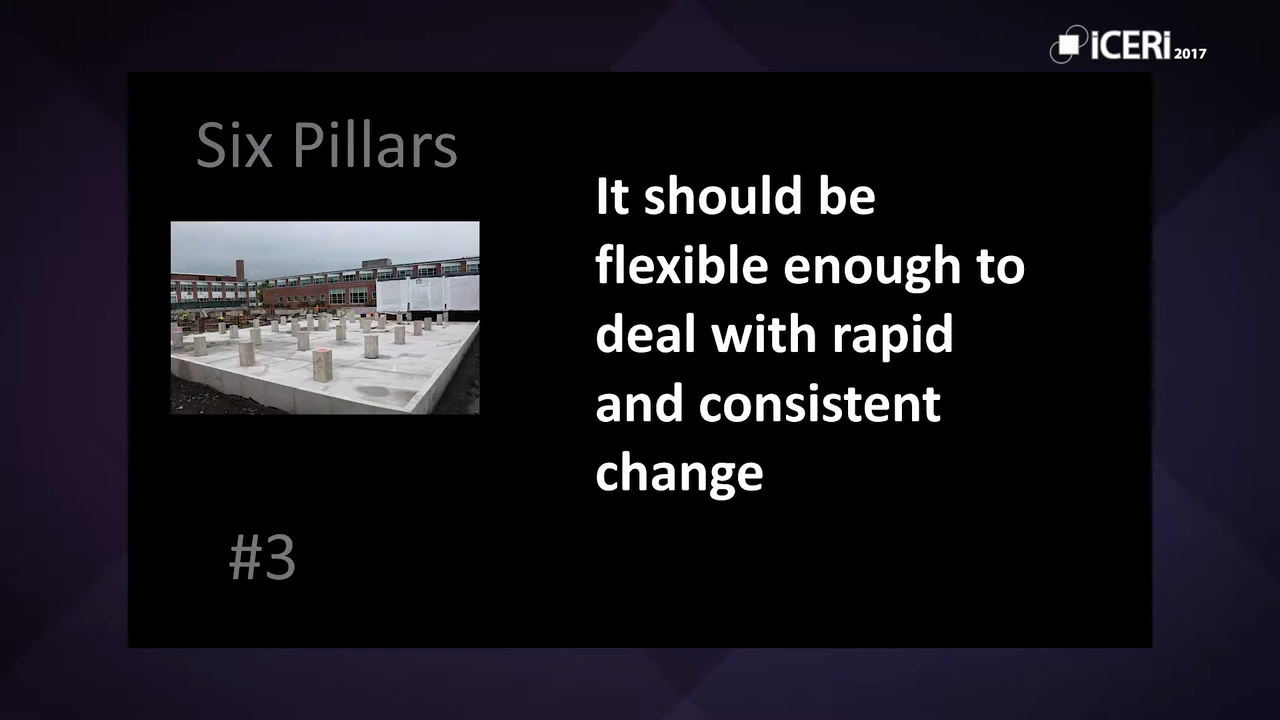 iCERi 2017
Six Pillars
It should be
flexible enough to
deal with rapid
and consistent
change
#3